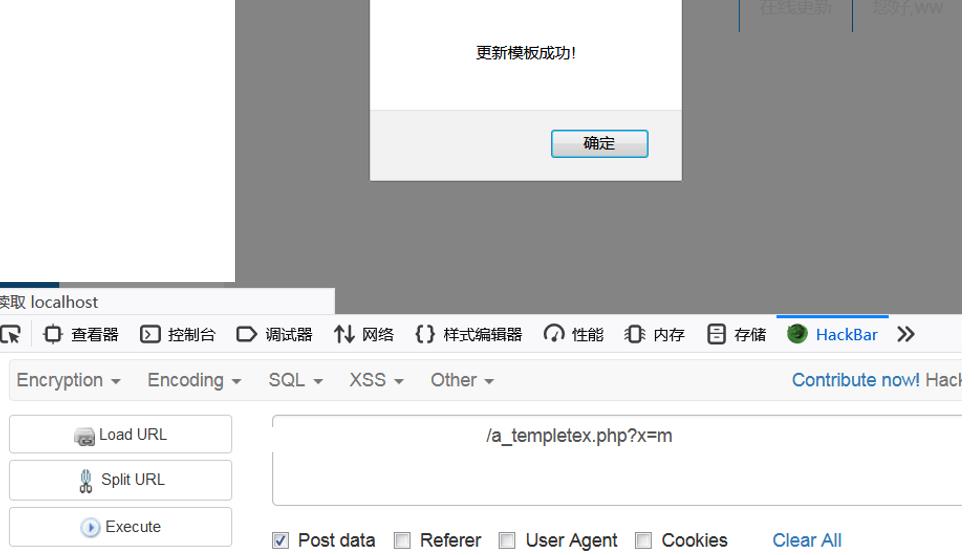 在线更新 您好,ww
更新模板成功!
确定
读取 localhost
查看器 控制台 调试器 网络 样式编辑器 性能 内存 存储 HackBar
Encryption Encoding SQL XSS Other Contribute now! Hack
Load URL /a_templetex.php?x=m
Split URL
Execute
Post data Referer User Agent Cookies Clear All